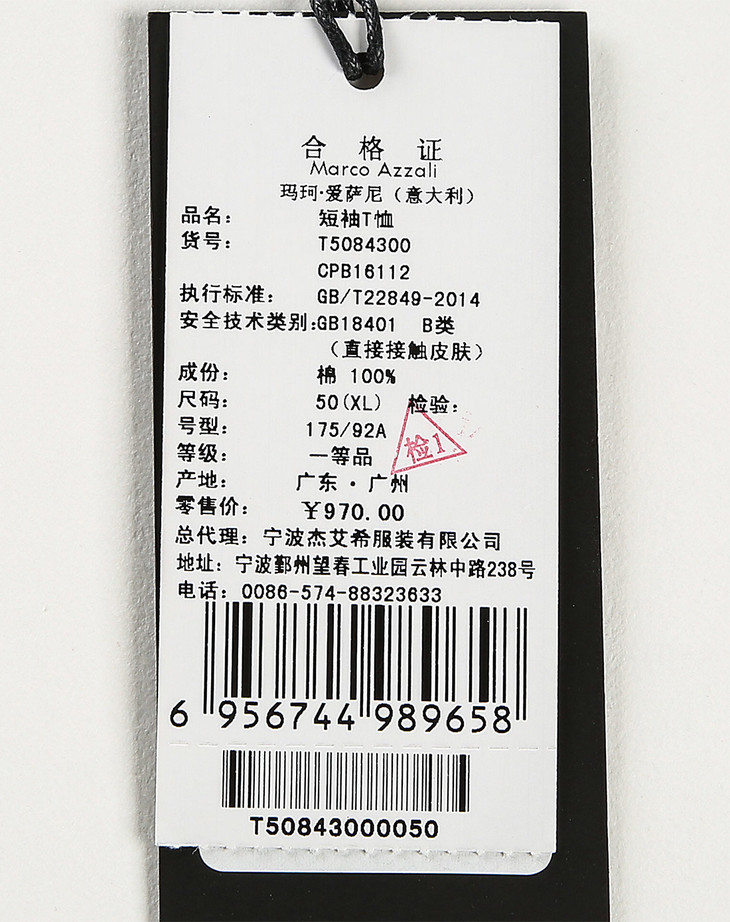 合格证
Marco Azzali
玛珂·爱萨尼（意大利）
品名： 短袖T恤
货号： T5084300
CPB16112
执行标准： GB/T22849-2014
安全技术类别:GB18401 B类
（直接接触皮肤）
成份： 棉 100%
尺码： 50(XL) 检验：
号型： 175/92A
检1
等级： 一等品
产地： 广东·广州
零售价： ￥970.00
总代理：宁波杰艾希服装有限公司
地址：宁波鄞州望春工业园云林中路238号
电话：0086-574-88323633
6 956744 989658
T50843000050